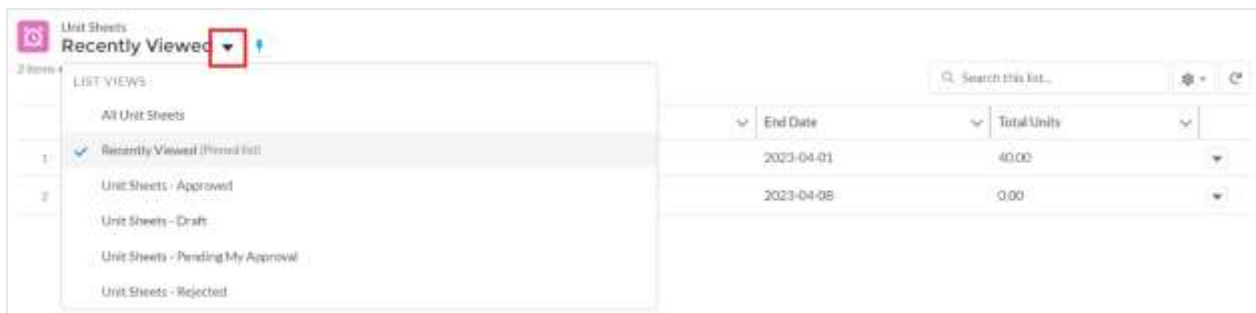 Unit Sheets
Recently Viewed
2 items
LIST VIEWS
Search this list...
All Unit Sheets
End Date
Total Units
Recently Viewed (Pinned list)
1
2023-04-01
40.00
Unit Sheets - Approved
2
2023-04-08
0.00
Unit Sheets - Draft
Unit Sheets - Pending My Approval
Unit Sheets - Rejected